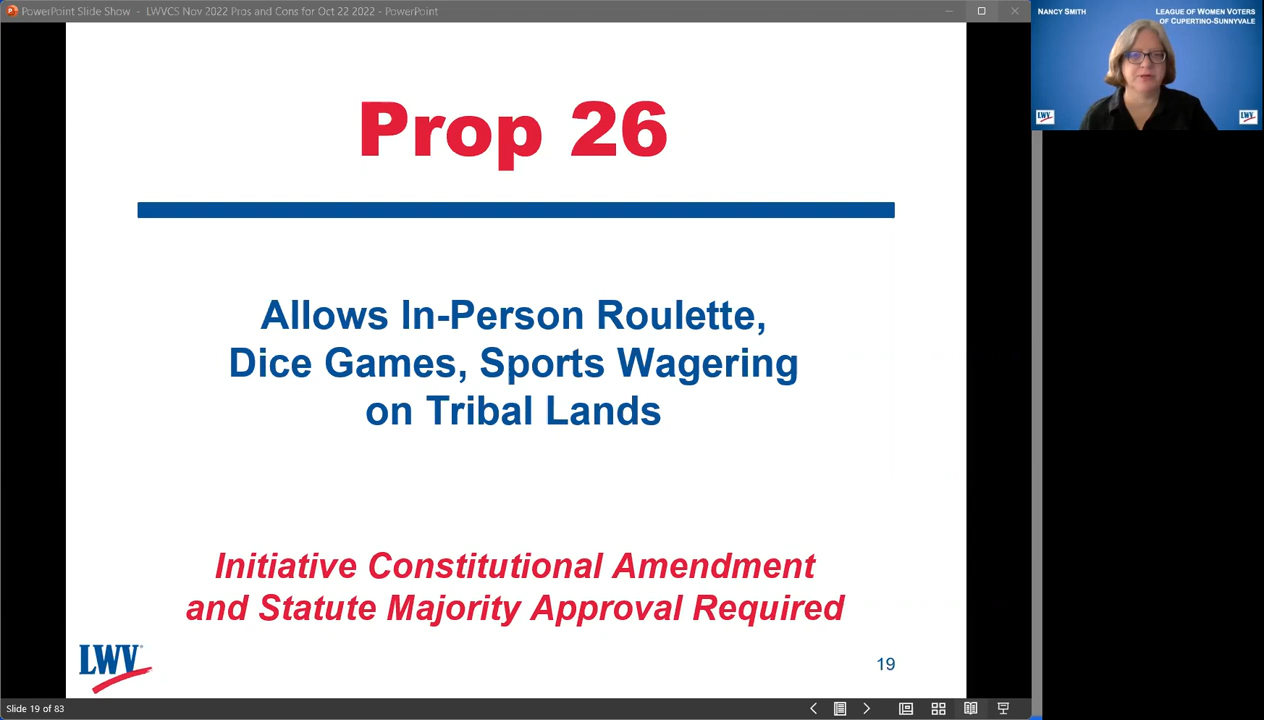 PowerPoint Slide Show - LWVCS Nov 2022 Pros and Cons for Oct 22 2022 - PowerPoint
NANCY SMITH
LEAGUE OF WOMEN VOTERS
OF CUPERTINO-SUNNYVALE
LWV
LWV
Prop 26
Allows In-Person Roulette,
Dice Games, Sports Wagering
on Tribal Lands
Initiative Constitutional Amendment
and Statute Majority Approval Required
LWV
19
Slide 19 of 83